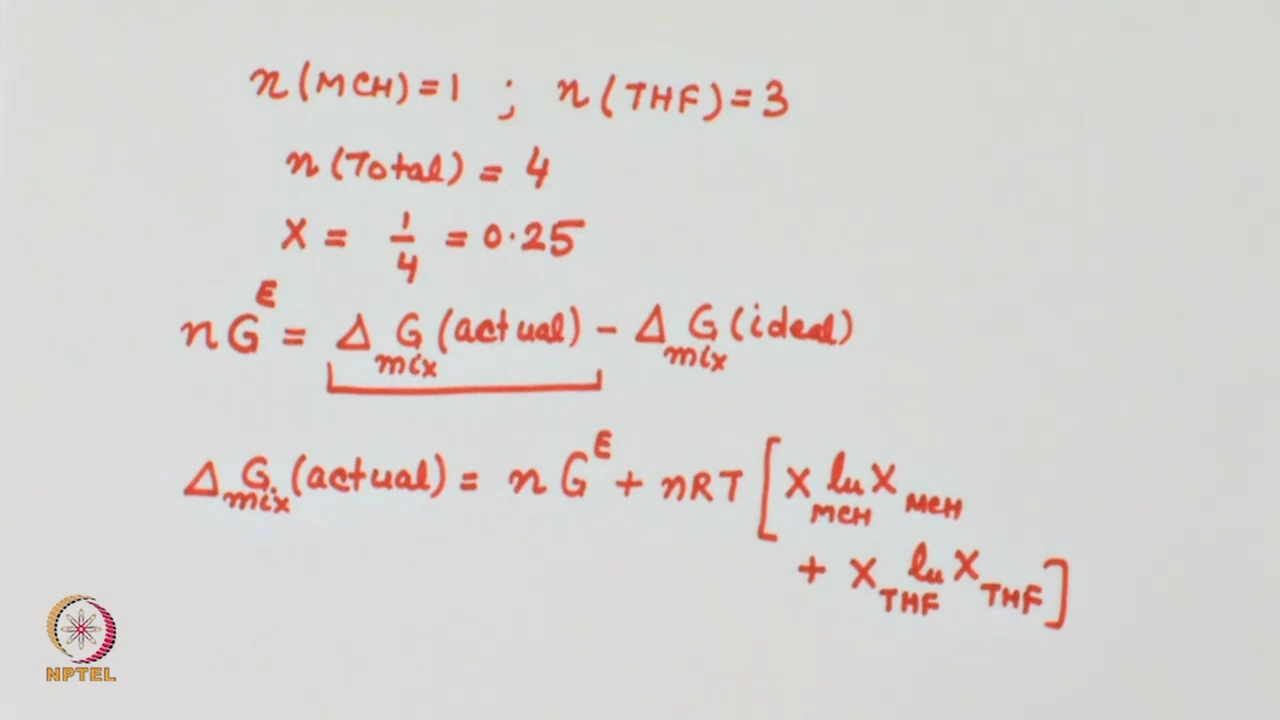 n(MCH)=1 ; n(THF)=3
n(Total) = 4
X = 1/4 = 0.25
nG^E = Δ_mix G(actual) - Δ_mix G(ideal)
Δ_mix G(actual) = nG^E + nRT [X_MCH ln X_MCH
+ X_THF ln X_THF]
NPTEL